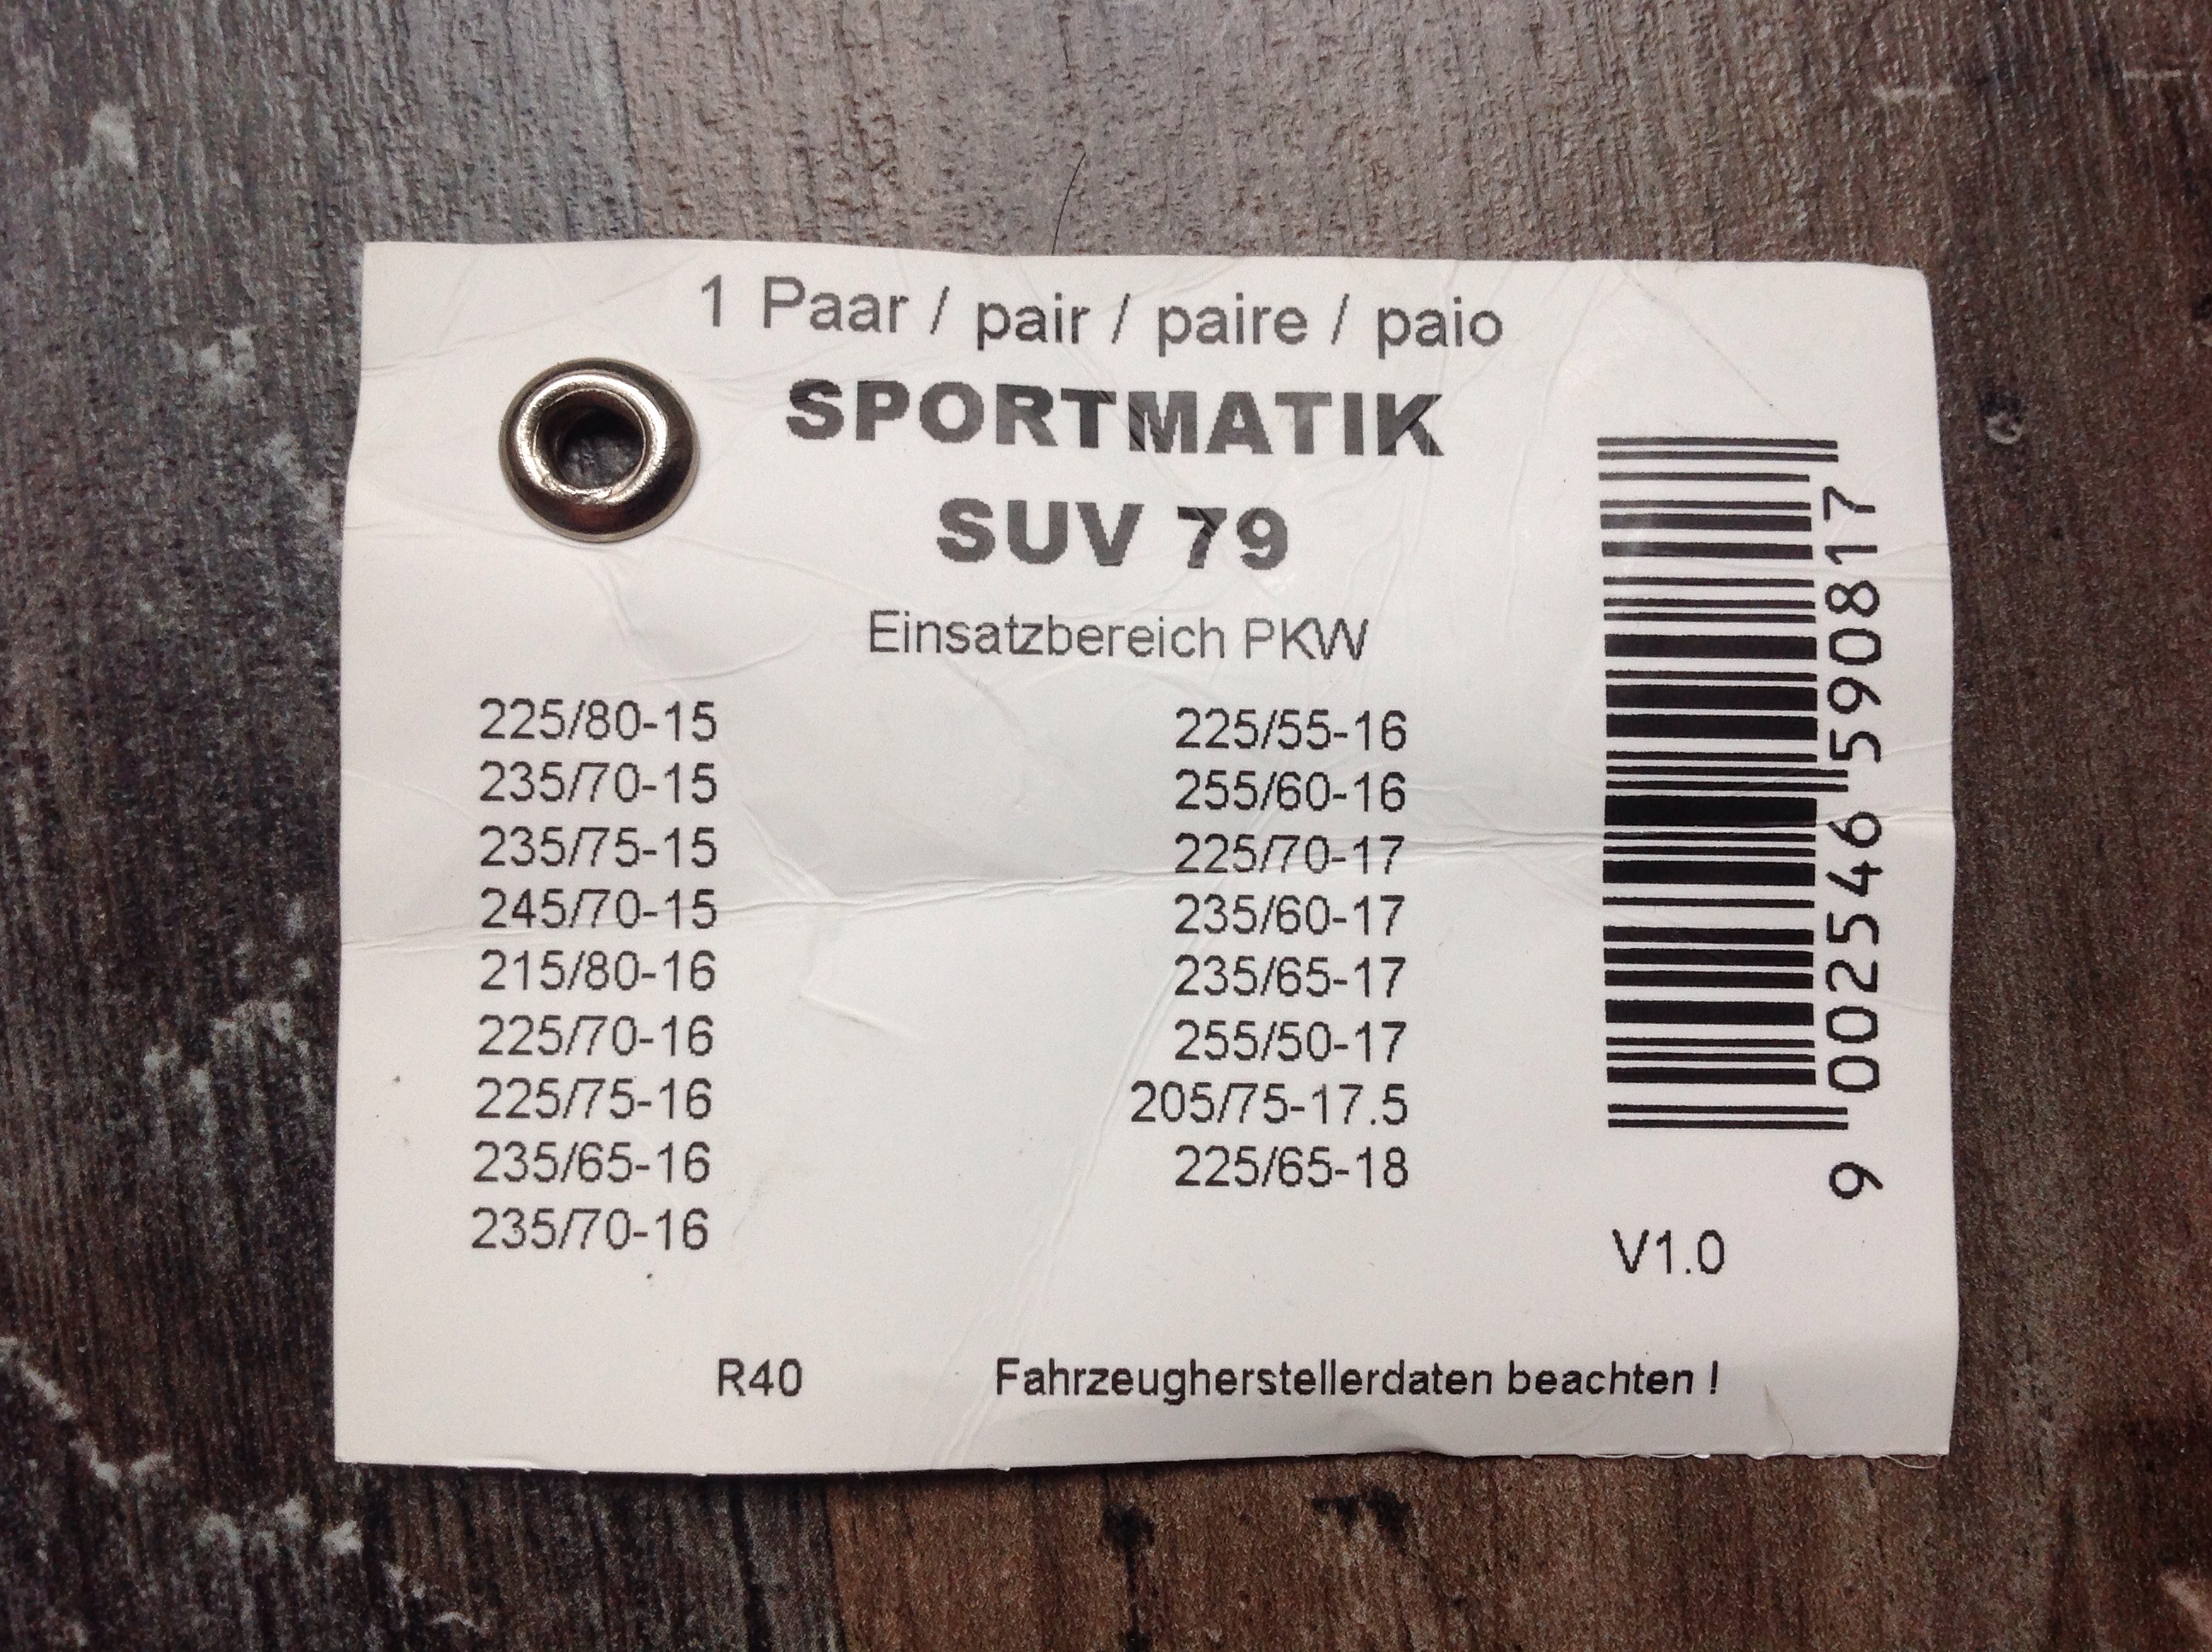 1 Paar / pair / paire / paio
SPORTMATIK
SUV 79
Einsatzbereich PKW
225/80-15
235/70-15
235/75-15
245/70-15
215/80-16
225/70-16
225/75-16
235/65-16
235/70-16
225/55-16
255/60-16
225/70-17
235/60-17
235/65-17
255/50-17
205/75-17.5
225/65-18
9 002546 590817
V1.0
R40 Fahrzeugherstellerdaten beachten !